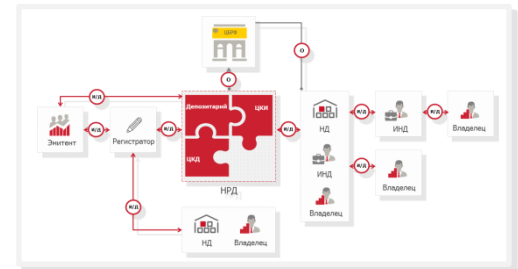 ЦБРФ
О
О
И/Д
Депозитарий
ЦКИ
ЦКД
НРД
Эмитент
И/Д
Регистратор
И/Д
И/Д
НД
ИНД
Владелец
И/Д
ИНД
И/Д
Владелец
И/Д
Владелец
И/Д
НД
Владелец